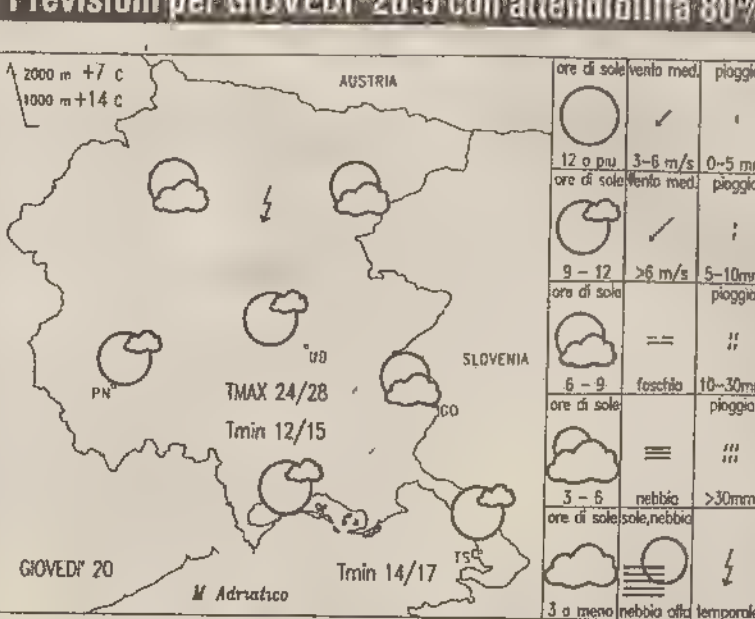 Previsioni per GIOVEDI' 20.5 con attendibilità 80%
2000 m +7 c
1000 m +14 c
AUSTRIA
SLOVENIA
UD
PN
GO
TS
TMAX 24/28
Tmin 12/15
Tmin 14/17
GIOVEDI' 20
M Adriatico
ore di sole vento med. pioggia
12 o piu 3-6 m/s 0-5 mm
ore di sole vento med. pioggia
9 - 12 >6 m/s 5-10mm
ore di sole pioggia
6 - 9 foschia 10-30mm
ore di sole pioggia
3 - 6 nebbia >30mm
ore di sole sole,nebbia
3 o meno nebbia alta temporale